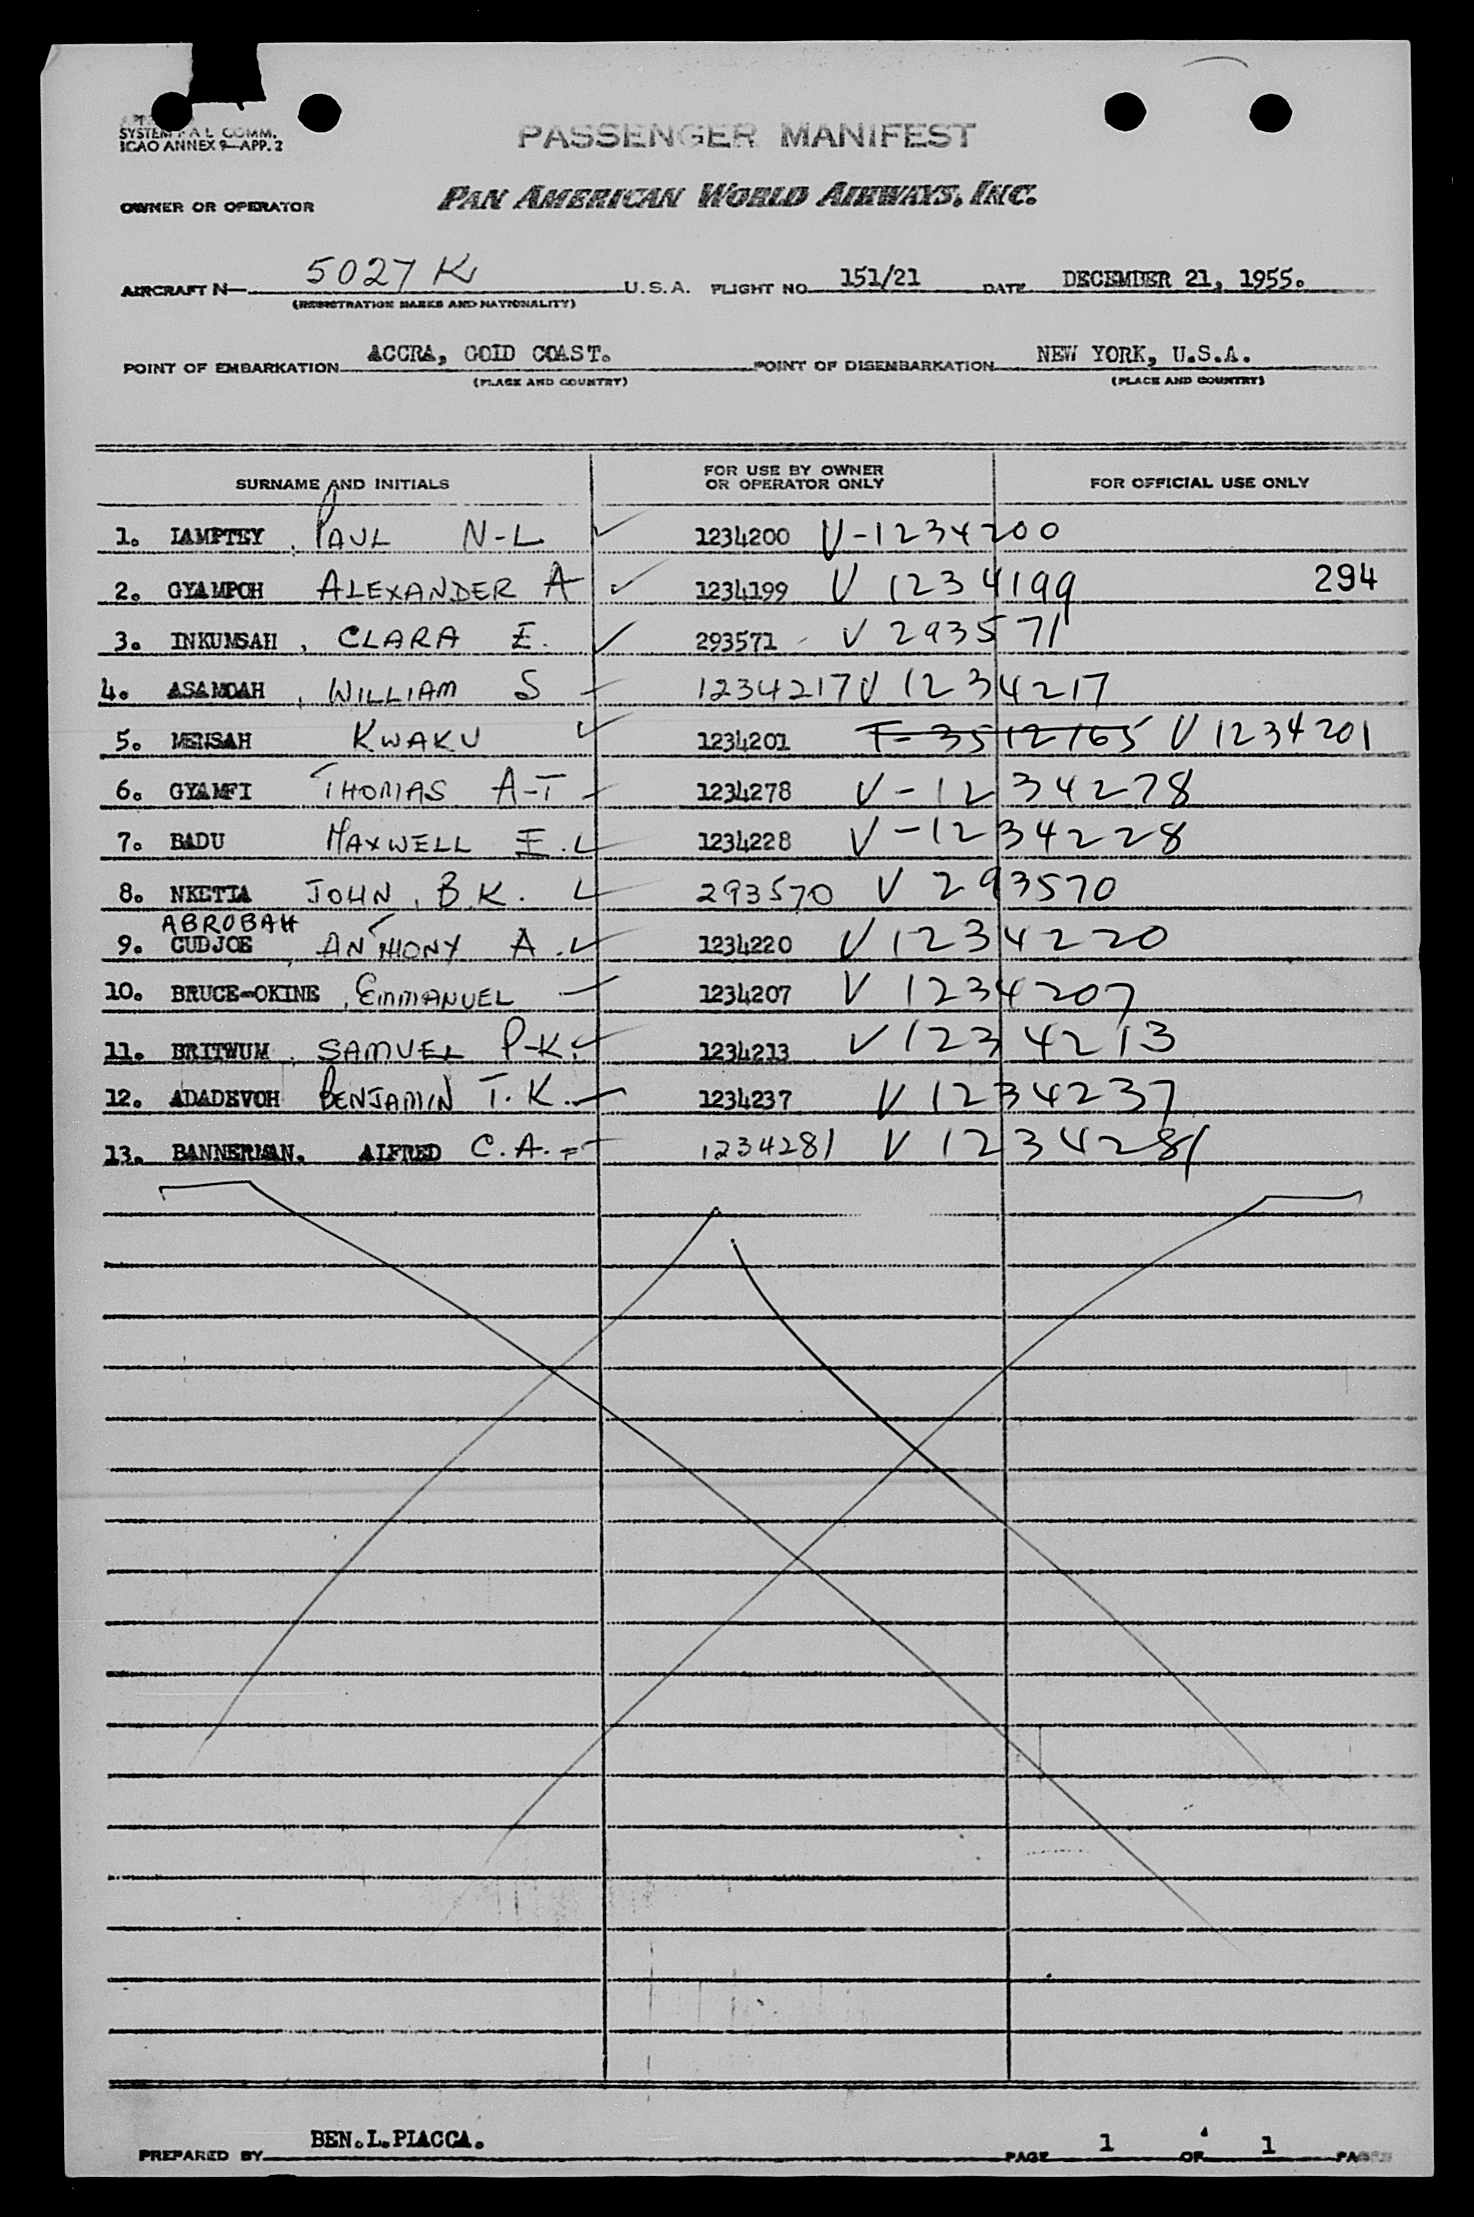 SYSTEM P A L COMM.
ICAO ANNEX 9—APP. 2
PASSENGER MANIFEST
OWNER OR OPERATOR PAN AMERICAN WORLD AIRWAYS, INC.
AIRCRAFT N— 5027K U.S.A. FLIGHT NO. 151/21 DATE DECEMBER 21, 1955.
(REGISTRATION MARKS AND NATIONALITY)
POINT OF EMBARKATION ACCRA, GOLD COAST. POINT OF DISEMBARKATION NEW YORK, U.S.A.
(PLACE AND COUNTRY) (PLACE AND COUNTRY)
SURNAME AND INITIALS FOR USE BY OWNER OR OPERATOR ONLY FOR OFFICIAL USE ONLY
1. LAMPTEY, PAUL N-L 1234200 V-1234200
2. GYAMPOH ALEXANDER A 1234199 V 1234199 294
3. INKUMSAH, CLARA E. 293571 V 293571
4. ASAMOAH, WILLIAM S 1234217 V 1234217
5. MENSAH KWAKU 1234201 F-3512165 V 1234201
6. GYAMFI THOMAS A-T 1234278 V-1234278
7. BADU MAXWELL E. 1234228 V-1234228
8. NKETIA JOHN, B.K. 293570 V 293570
ABROBAH
9. CUDJOE, ANTHONY A. 1234220 V 1234220
10. BRUCE-OKINE, EMMANUEL 1234207 V 1234207
11. BRITWUM, SAMUEL P-K. 1234213 V 1234213
12. ADADEVOH BENJAMIN T.K. 1234237 V 1234237
13. BANNERMAN. ALFRED C.A. 1234281 V 1234281
PREPARED BY BEN.L.PIACCA. PAGE 1 OF 1 PAGES